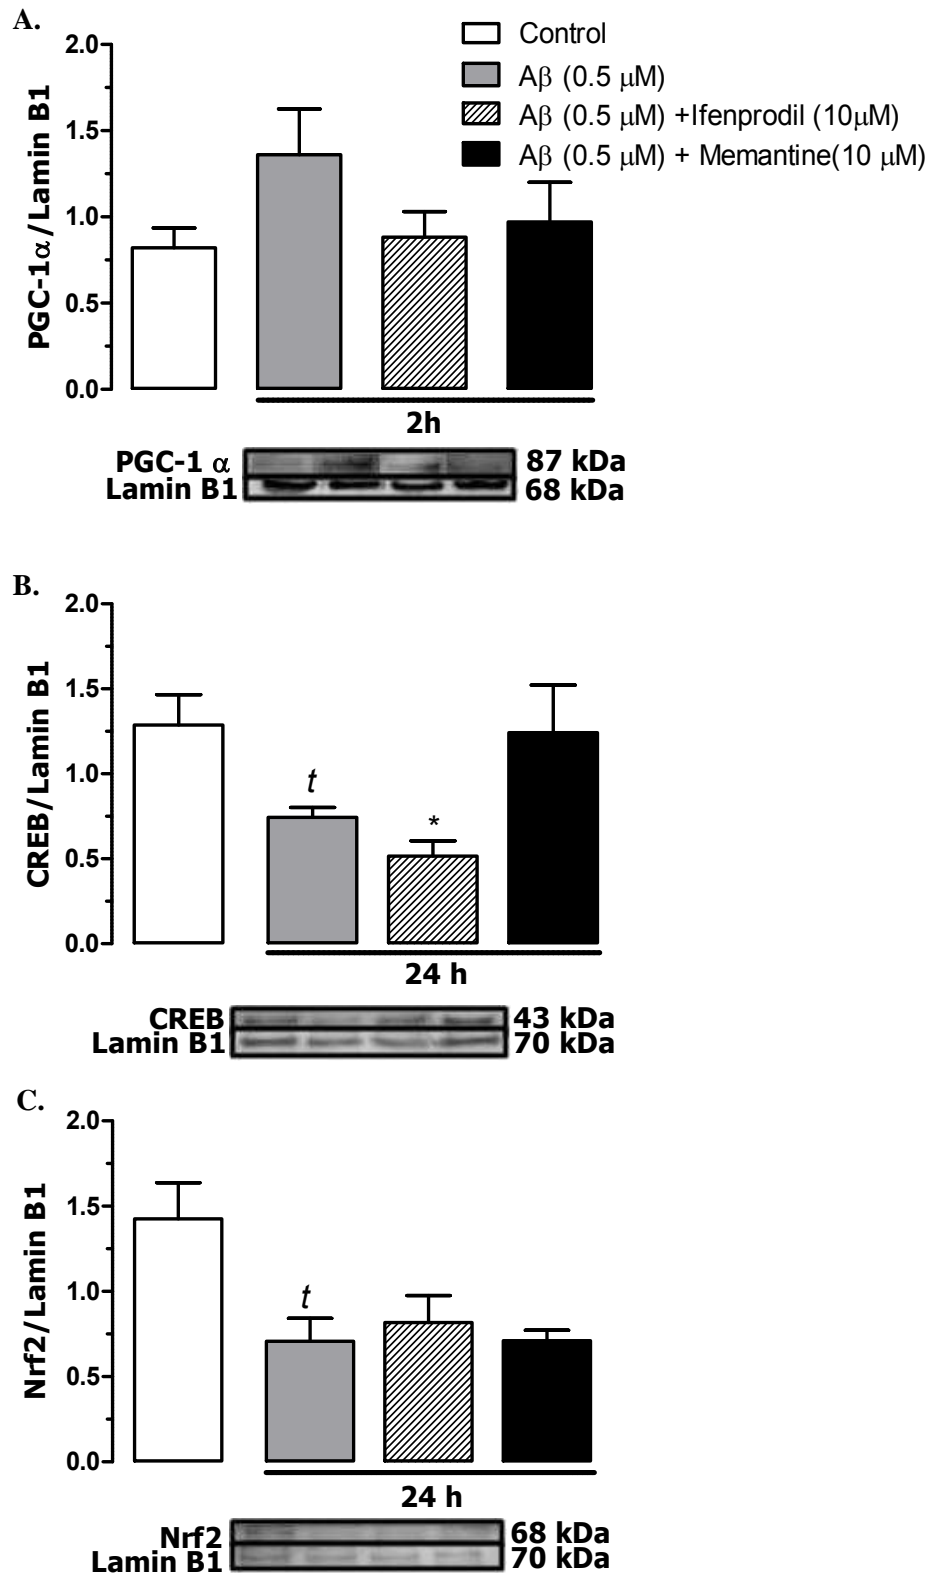 A.
Control
Aβ (0.5 μM)
Aβ (0.5 μM) +Ifenprodil (10μM)
Aβ (0.5 μM) + Memantine(10 μM)
PGC-1α/Lamin B1
2.0
1.5
1.0
0.5
0.0
2h
PGC-1 α 87 kDa
Lamin B1 68 kDa
B.
CREB/Lamin B1
2.0
1.5
1.0
0.5
0.0
t
*
24 h
CREB 43 kDa
Lamin B1 70 kDa
C.
Nrf2/Lamin B1
2.0
1.5
1.0
0.5
0.0
t
24 h
Nrf2 68 kDa
Lamin B1 70 kDa